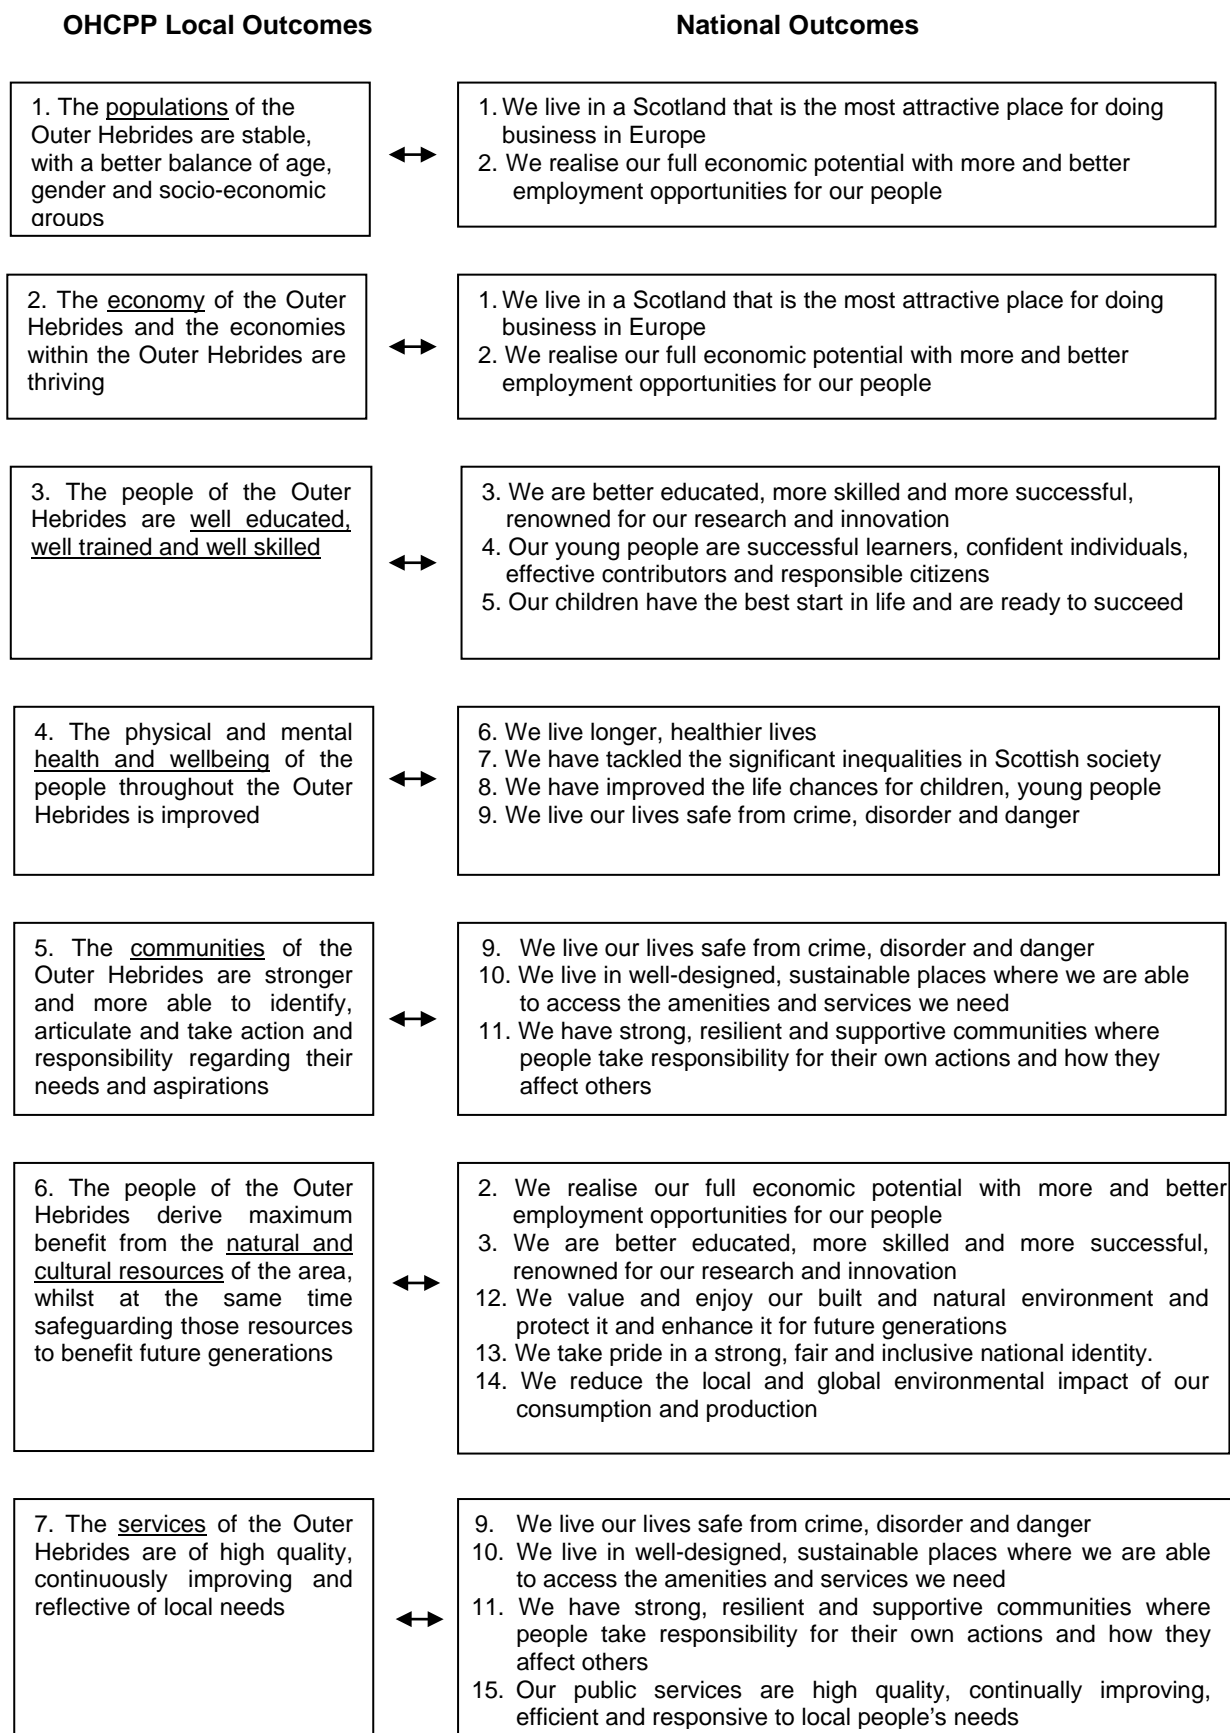 OHCPP Local Outcomes
National Outcomes
1. The populations of the
Outer Hebrides are stable,
with a better balance of age,
gender and socio-economic
groups
1. We live in a Scotland that is the most attractive place for doing
business in Europe
2. We realise our full economic potential with more and better
employment opportunities for our people
2. The economy of the Outer
Hebrides and the economies
within the Outer Hebrides are
thriving
1. We live in a Scotland that is the most attractive place for doing
business in Europe
2. We realise our full economic potential with more and better
employment opportunities for our people
3. The people of the Outer
Hebrides are well educated,
well trained and well skilled
3. We are better educated, more skilled and more successful,
renowned for our research and innovation
4. Our young people are successful learners, confident individuals,
effective contributors and responsible citizens
5. Our children have the best start in life and are ready to succeed
4. The physical and mental
health and wellbeing of the
people throughout the Outer
Hebrides is improved
6. We live longer, healthier lives
7. We have tackled the significant inequalities in Scottish society
8. We have improved the life chances for children, young people
9. We live our lives safe from crime, disorder and danger
5. The communities of the
Outer Hebrides are stronger
and more able to identify,
articulate and take action and
responsibility regarding their
needs and aspirations
9. We live our lives safe from crime, disorder and danger
10. We live in well-designed, sustainable places where we are able
to access the amenities and services we need
11. We have strong, resilient and supportive communities where
people take responsibility for their own actions and how they
affect others
6. The people of the Outer
Hebrides derive maximum
benefit from the natural and
cultural resources of the area,
whilst at the same time
safeguarding those resources
to benefit future generations
2. We realise our full economic potential with more and better
employment opportunities for our people
3. We are better educated, more skilled and more successful,
renowned for our research and innovation
12. We value and enjoy our built and natural environment and
protect it and enhance it for future generations
13. We take pride in a strong, fair and inclusive national identity.
14. We reduce the local and global environmental impact of our
consumption and production
7. The services of the Outer
Hebrides are of high quality,
continuously improving and
reflective of local needs
9. We live our lives safe from crime, disorder and danger
10. We live in well-designed, sustainable places where we are able
to access the amenities and services we need
11. We have strong, resilient and supportive communities where
people take responsibility for their own actions and how they
affect others
15. Our public services are high quality, continually improving,
efficient and responsive to local people's needs